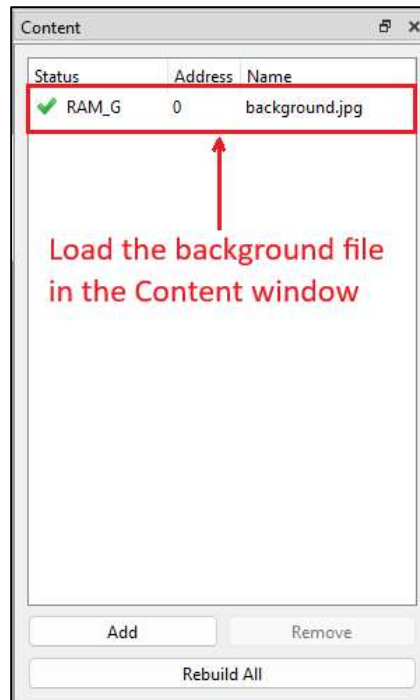 Content
Status Address Name
RAM_G 0 background.jpg
Load the background file
in the Content window
Add Remove
Rebuild All